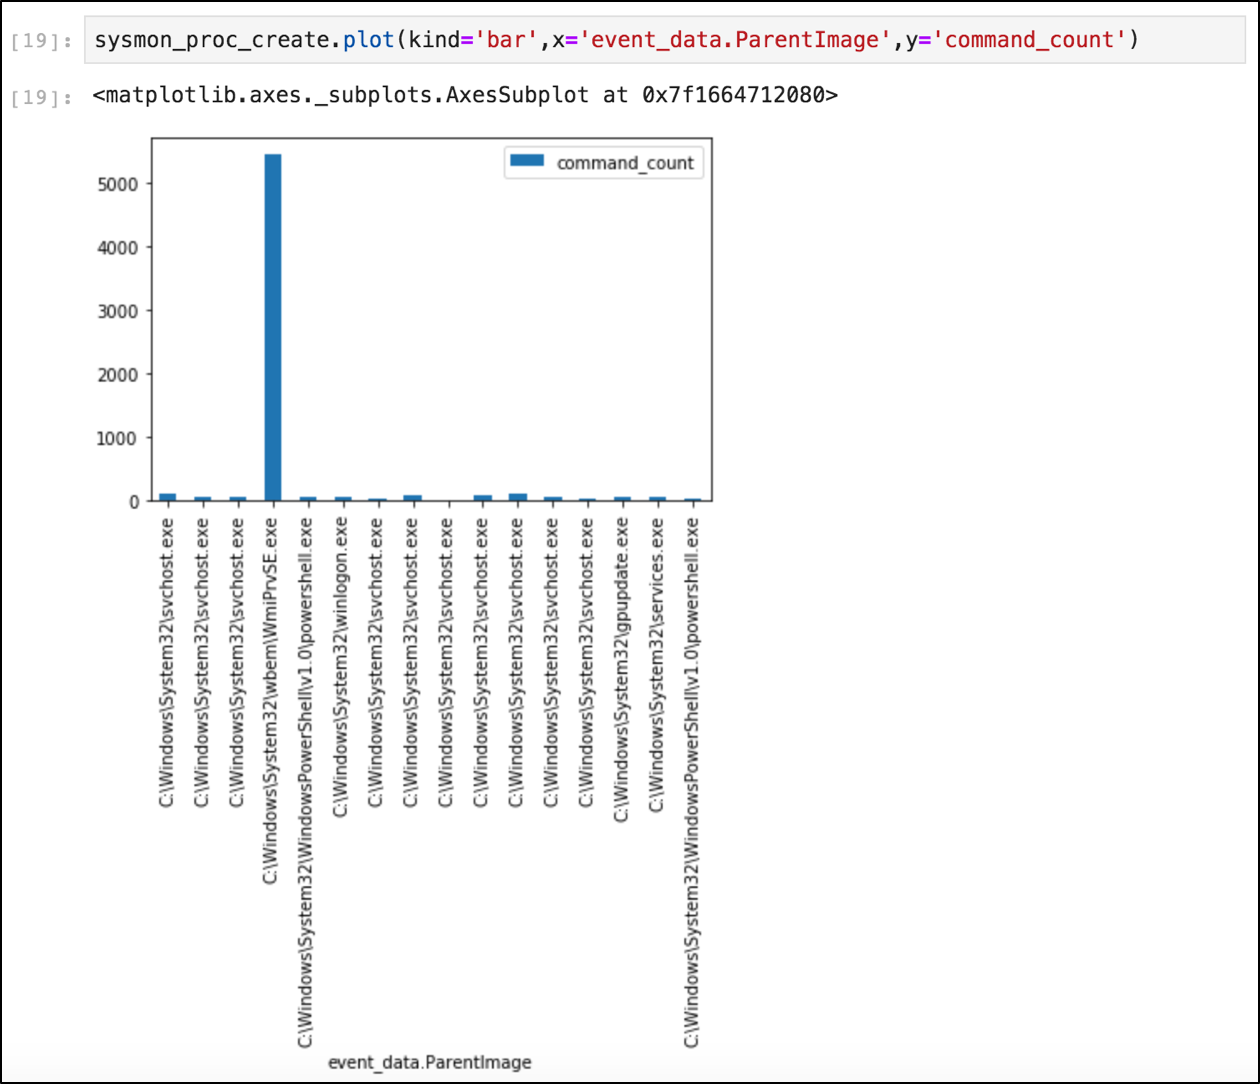 [19]: sysmon_proc_create.plot(kind='bar',x='event_data.ParentImage',y='command_count')
[19]: <matplotlib.axes._subplots.AxesSubplot at 0x7f1664712080>
command_count
5000
4000
3000
2000
1000
0
C:\Windows\System32\svchost.exe
C:\Windows\System32\svchost.exe
C:\Windows\System32\svchost.exe
C:\Windows\System32\wbem\WmiPrvSE.exe
C:\Windows\System32\WindowsPowerShell\v1.0\powershell.exe
C:\Windows\System32\winlogon.exe
C:\Windows\System32\svchost.exe
C:\Windows\System32\svchost.exe
C:\Windows\System32\svchost.exe
C:\Windows\System32\svchost.exe
C:\Windows\System32\svchost.exe
C:\Windows\System32\svchost.exe
C:\Windows\System32\svchost.exe
C:\Windows\System32\gpupdate.exe
C:\Windows\System32\services.exe
C:\Windows\System32\WindowsPowerShell\v1.0\powershell.exe
event_data.ParentImage